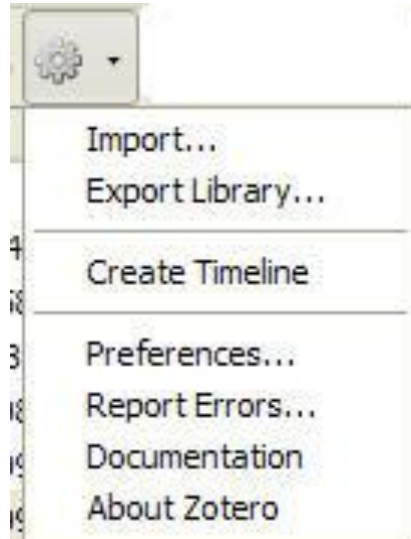 Import...
Export Library...
Create Timeline
Preferences...
Report Errors...
Documentation
About Zotero